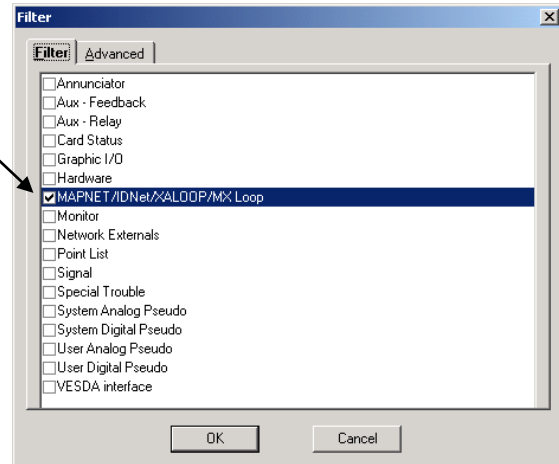 Filter
Filter Advanced
Annunciator
Aux - Feedback
Aux - Relay
Card Status
Graphic I/O
Hardware
MAPNET/IDNet/XALOOP/MX Loop
Monitor
Network Externals
Point List
Signal
Special Trouble
System Analog Pseudo
System Digital Pseudo
User Analog Pseudo
User Digital Pseudo
VESDA interface
OK Cancel